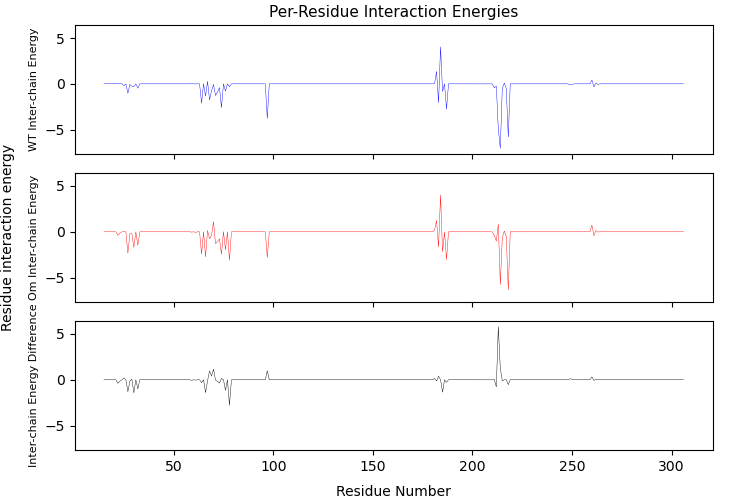 Per-Residue Interaction Energies
Residue interaction energy
WT Inter-chain Energy
5
0
−5
Om Inter-chain Energy
5
0
−5
Inter-chain Energy Difference
5
0
−5
50
100
150
200
250
300
Residue Number